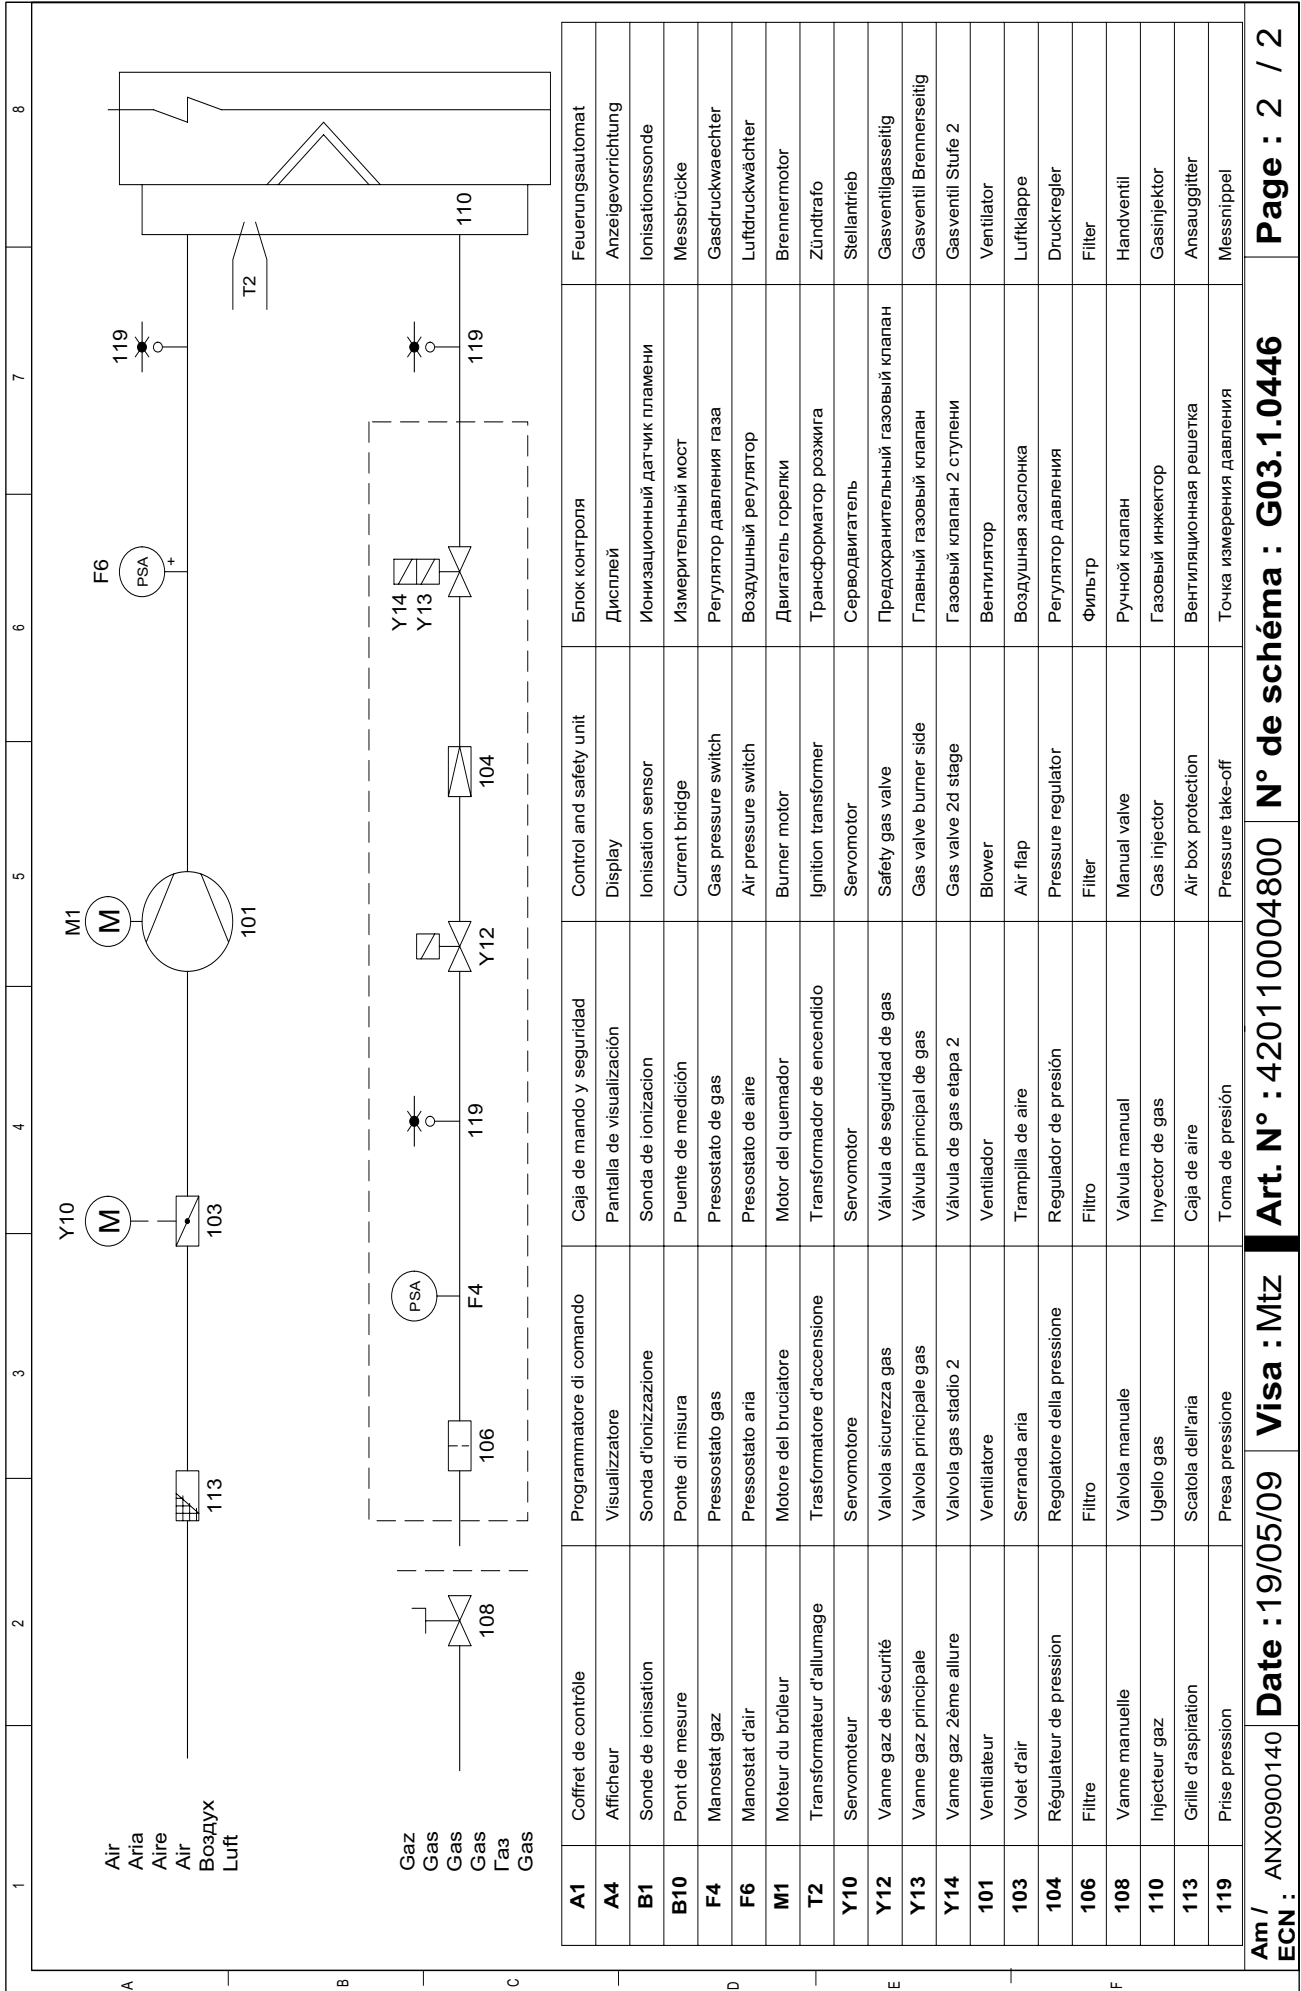 1 2 3 4 5 6 7 8
A
B
C
D
E
F
Air
Aria
Aire
Air
Воздух
Luft
113
Y10
M
103
M1
M
101
F6
PSA
+
119
T2
110
Gaz
Gas
Gas
Gas
Газ
Gas
108
106
PSA
F4
119
Y12
104
Y14
Y13
119
A1 Coffret de contrôle Programmatore di comando Caja de mando y seguridad Control and safety unit Блок контроля Feuerungsautomat
A4 Afficheur Visualizzatore Pantalla de visualización Display Дисплей Anzeigevorrichtung
B1 Sonde de ionisation Sonda d'ionizzazione Sonda de ionizacion Ionisation sensor Ионизационный датчик пламени Ionisationssonde
B10 Pont de mesure Ponte di misura Puente de medición Current bridge Измерительный мост Messbrücke
F4 Manostat gaz Pressostato gas Presostato de gas Gas pressure switch Регулятор давления газа Gasdruckwaechter
F6 Manostat d'air Pressostato aria Presostato de aire Air pressure switch Воздушный регулятор Luftdruckwächter
M1 Moteur du brûleur Motore del bruciatore Motor del quemador Burner motor Двигатель горелки Brennermotor
T2 Transformateur d'allumage Trasformatore d'accensione Transformador de encendido Ignition transformer Трансформатор розжига Zündtrafo
Y10 Servomoteur Servomotore Servomotor Servomotor Серводвигатель Stellantrieb
Y12 Vanne gaz de sécurité Valvola sicurezza gas Válvula de seguridad de gas Safety gas valve Предохранительный газовый клапан Gasventilgasseitig
Y13 Vanne gaz principale Valvola principale gas Válvula principal de gas Gas valve burner side Главный газовый клапан Gasventil Brennerseitig
Y14 Vanne gaz 2ème allure Valvola gas stadio 2 Válvula de gas etapa 2 Gas valve 2d stage Газовый клапан 2 ступени Gasventil Stufe 2
101 Ventilateur Ventilatore Ventilador Blower Вентилятор Ventilator
103 Volet d'air Serranda aria Trampilla de aire Air flap Воздушная заслонка Luftklappe
104 Régulateur de pression Regolatore della pressione Regulador de presión Pressure regulator Регулятор давления Druckregler
106 Filtre Filtro Filtro Filter Фильтр Filter
108 Vanne manuelle Valvola manuale Valvula manual Manual valve Ручной клапан Handventil
110 Injecteur gaz Ugello gas Inyector de gas Gas injector Газовый инжектор Gasinjektor
113 Grille d'aspiration Scatola dell'aria Caja de aire Air box protection Вентиляционная решетка Ansauggitter
119 Prise pression Presa pressione Toma de presión Pressure take-off Точка измерения давления Messnippel
Am / ECN : ANX0900140 Date : 19/05/09 Visa : Mtz Art. N° : 420110004800 N° de schéma : G03.1.0446 Page : 2 / 2